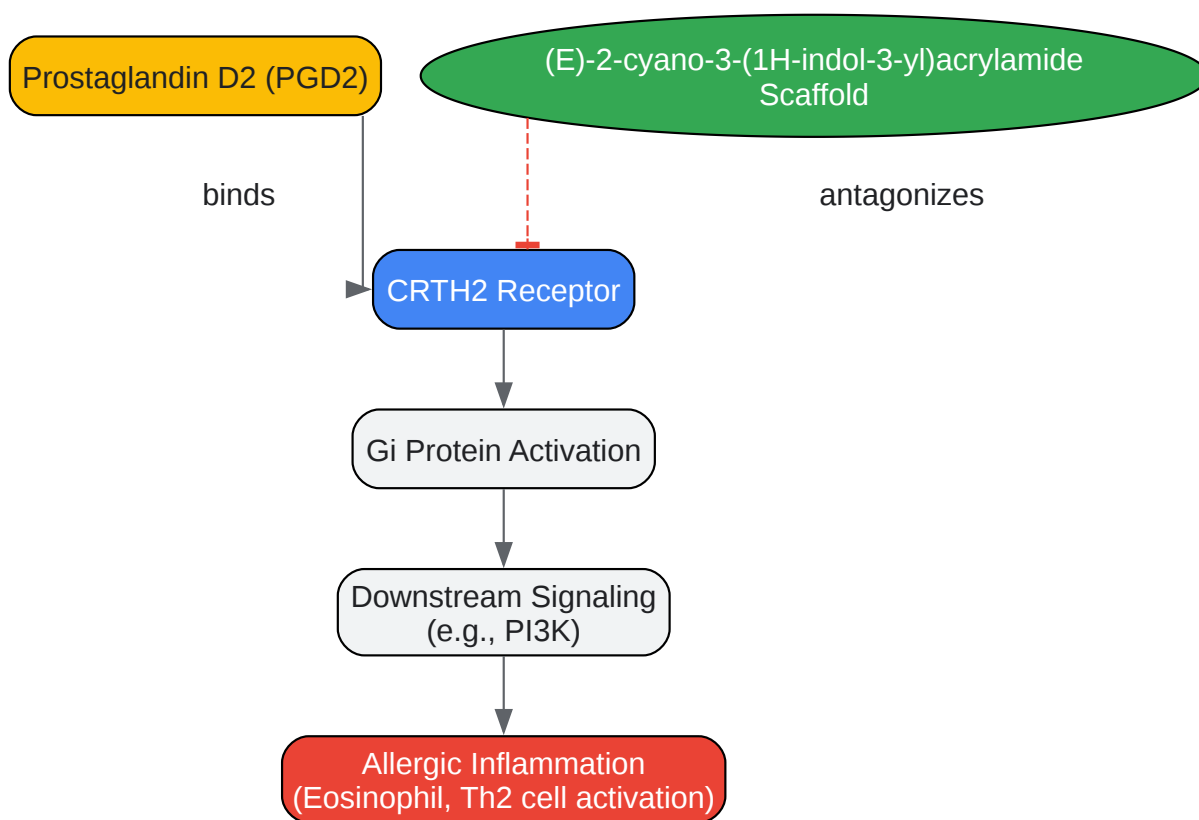 Prostaglandin D2 (PGD2)
(E)-2-cyano-3-(1H-indol-3-yl)acrylamide
Scaffold
binds
antagonizes
CRTH2 Receptor
Gi Protein Activation
Downstream Signaling
(e.g., PI3K)
Allergic Inflammation
(Eosinophil, Th2 cell activation)